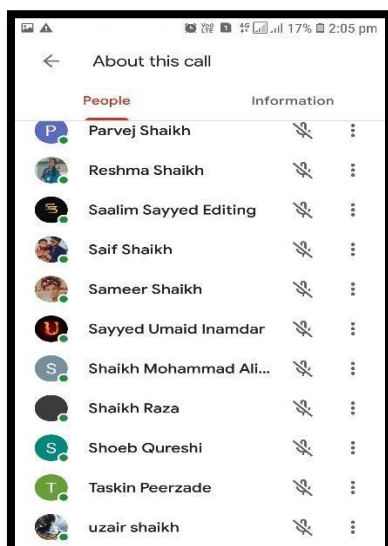 17% 2:05 pm
About this call
People Information
P Parvej Shaikh
Reshma Shaikh
Saalim Sayyed Editing
Saif Shaikh
Sameer Shaikh
Sayyed Umaid Inamdar
S Shaikh Mohammad Ali...
Shaikh Raza
S Shoeb Qureshi
T Taskin Peerzade
uzair shaikh